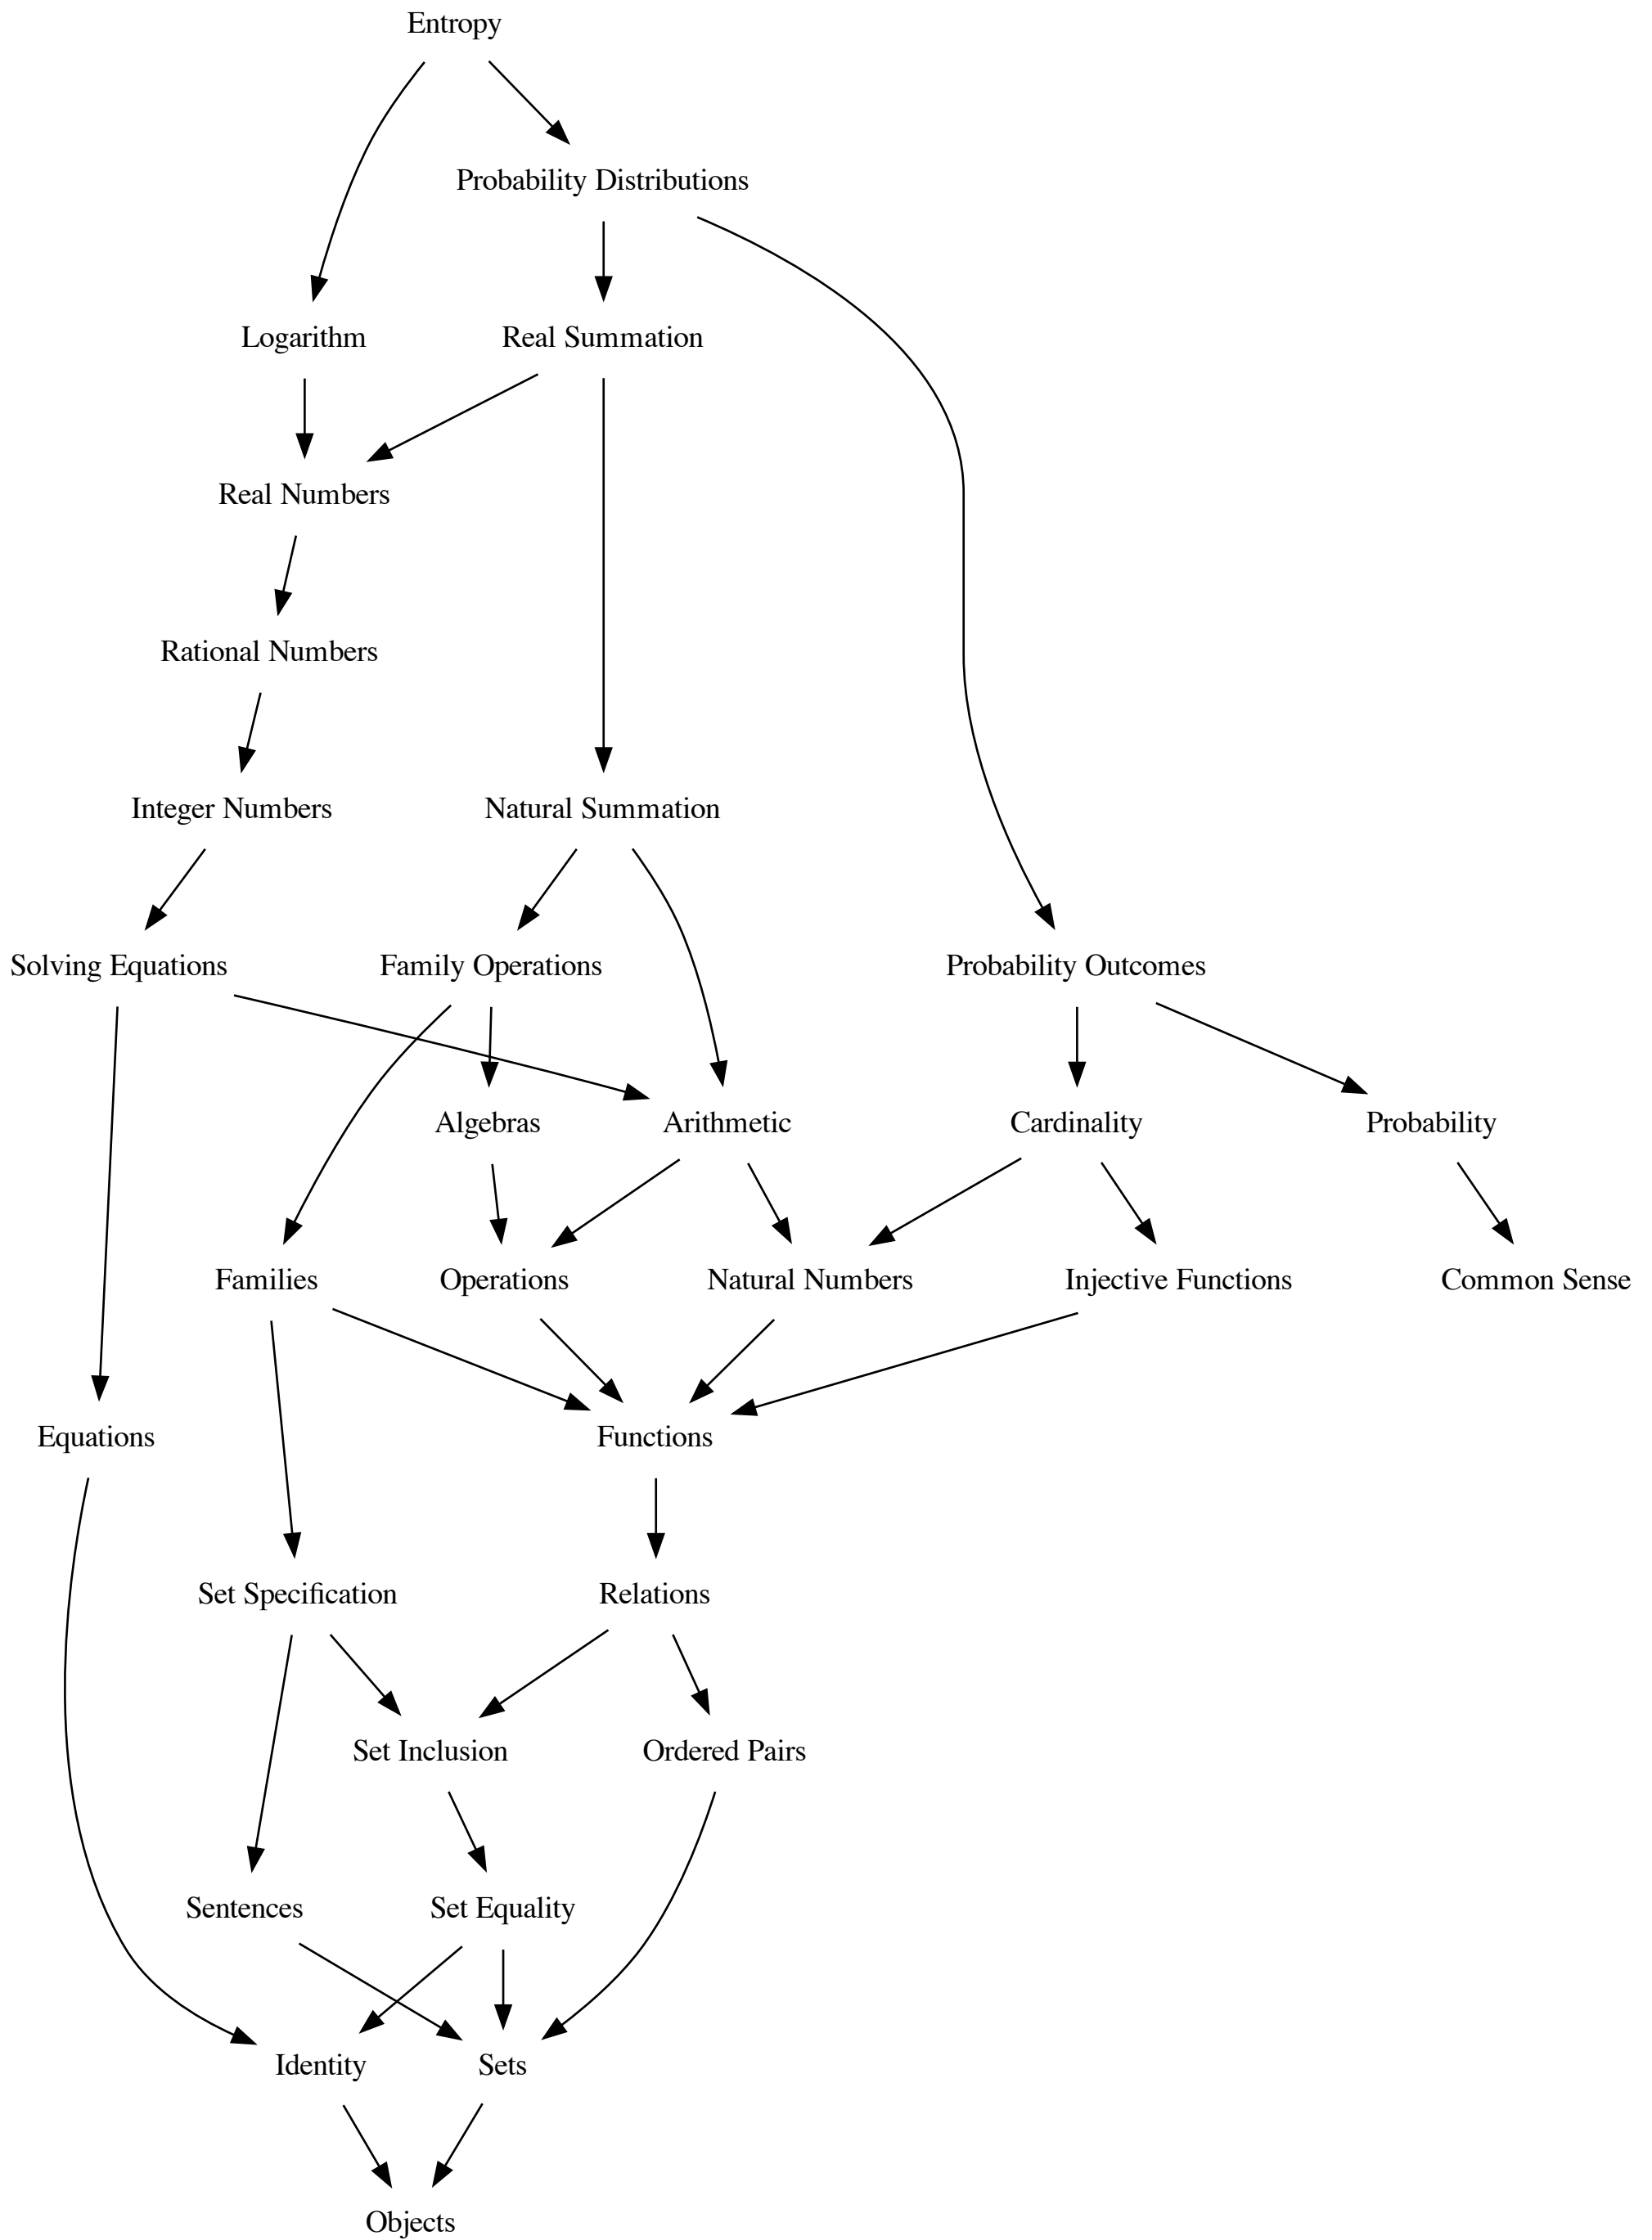 Entropy
Probability Distributions
Logarithm
Real Summation
Real Numbers
Rational Numbers
Integer Numbers
Natural Summation
Solving Equations
Family Operations
Probability Outcomes
Algebras
Arithmetic
Cardinality
Probability
Families
Operations
Natural Numbers
Injective Functions
Common Sense
Equations
Functions
Set Specification
Relations
Set Inclusion
Ordered Pairs
Sentences
Set Equality
Identity
Sets
Objects